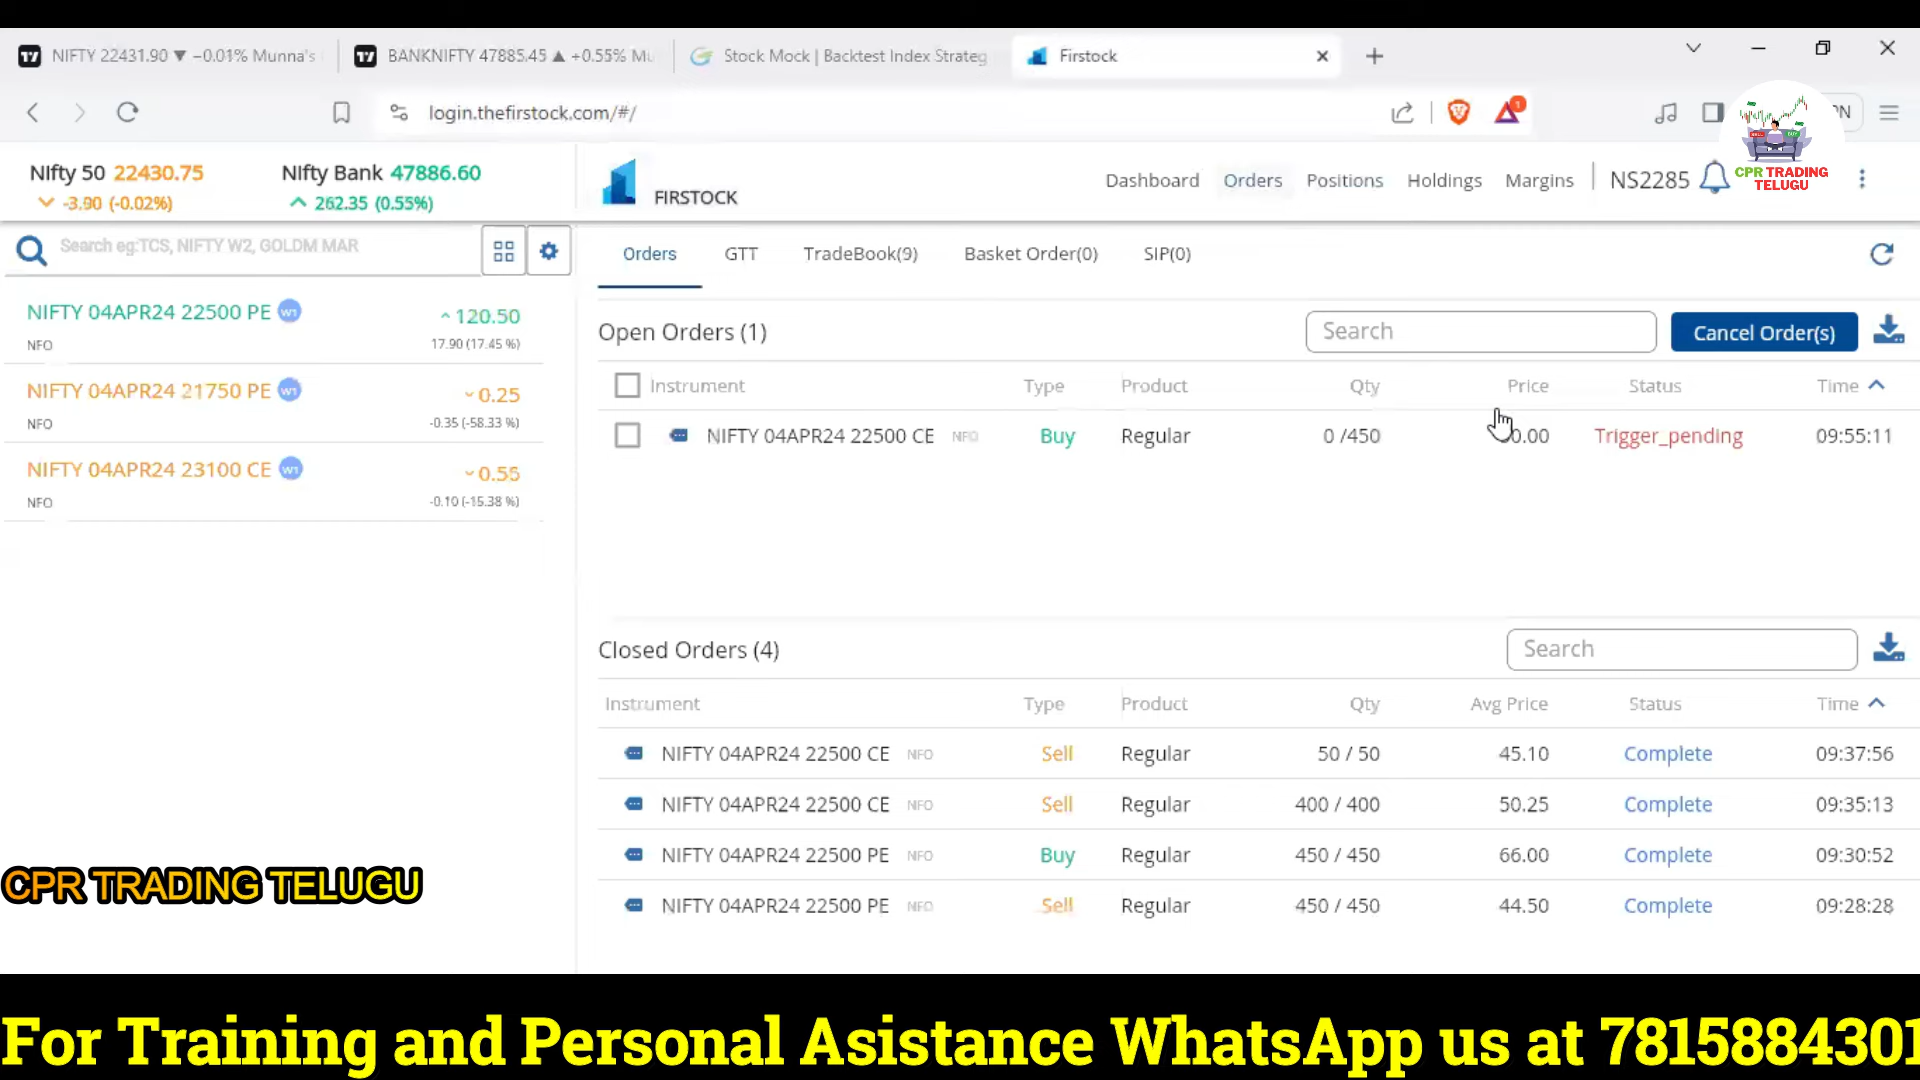 NIFTY 22431.90 ▼ −0.01% Munna's
BANKNIFTY 47885.45 ▲ +0.55% Mu
Stock Mock | Backtest Index Strateg
Firstock
login.thefirstock.com/#/
1
CPR TRADING
TELUGU
NIfty 50 22430.75
-3.90 (-0.02%)
NIfty Bank 47886.60
262.35 (0.55%)
FIRSTOCK
Dashboard Orders Positions Holdings Margins NS2285
Search eg:TCS, NIFTY W2, GOLDM MAR
Orders GTT TradeBook(9) Basket Order(0) SIP(0)
NIFTY 04APR24 22500 PE W1 120.50
NFO 17.90 (17.45 %)
NIFTY 04APR24 21750 PE W1 0.25
NFO -0.35 (-58.33 %)
NIFTY 04APR24 23100 CE W1 0.55
NFO -0.10 (-15.38 %)
Open Orders (1) Search Cancel Order(s)
Instrument Type Product Qty Price Status Time
NIFTY 04APR24 22500 CE NFO Buy Regular 0 /450 0.00 Trigger_pending 09:55:11
Closed Orders (4) Search
Instrument Type Product Qty Avg Price Status Time
NIFTY 04APR24 22500 CE NFO Sell Regular 50 / 50 45.10 Complete 09:37:56
NIFTY 04APR24 22500 CE NFO Sell Regular 400 / 400 50.25 Complete 09:35:13
NIFTY 04APR24 22500 PE NFO Buy Regular 450 / 450 66.00 Complete 09:30:52
NIFTY 04APR24 22500 PE NFO Sell Regular 450 / 450 44.50 Complete 09:28:28
CPR TRADING TELUGU
For Training and Personal Asistance WhatsApp us at 7815884301